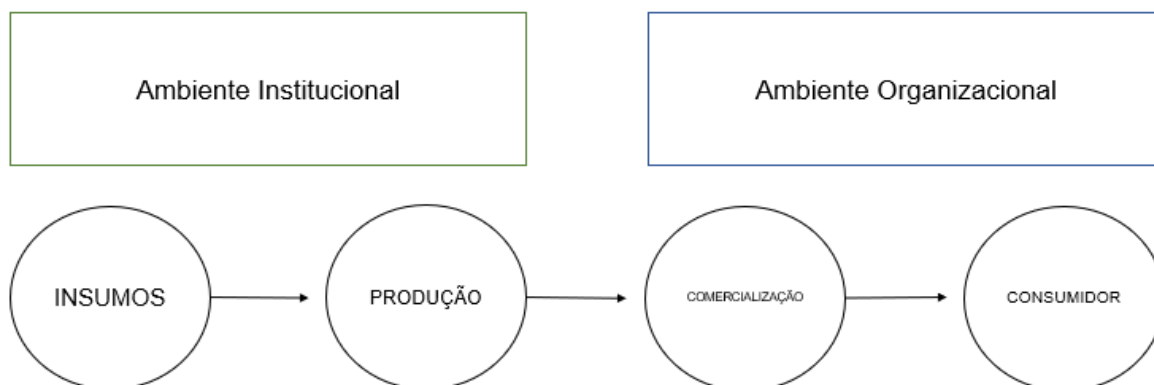 Ambiente Institucional
Ambiente Organizacional
INSUMOS
PRODUÇÃO
COMERCIALIZAÇÃO
CONSUMIDOR